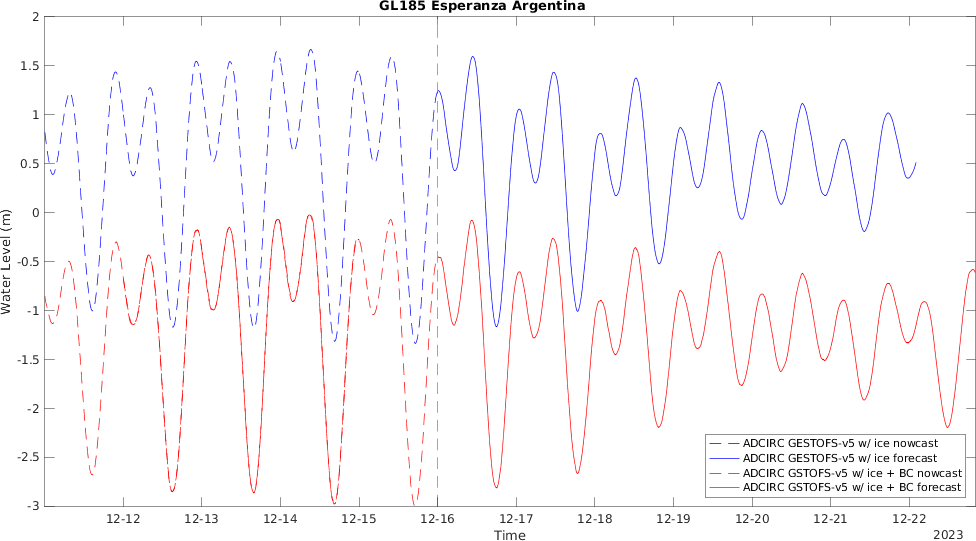 GL185 Esperanza Argentina
2
1.5
1
0.5
0
-0.5
-1
-1.5
-2
-2.5
-3
Water Level (m)
ADCIRC GESTOFS-v5 w/ ice nowcast
ADCIRC GESTOFS-v5 w/ ice forecast
ADCIRC GSTOFS-v5 w/ ice + BC nowcast
ADCIRC GSTOFS-v5 w/ ice + BC forecast
12-12 12-13 12-14 12-15 12-16 12-17 12-18 12-19 12-20 12-21 12-22
Time
2023